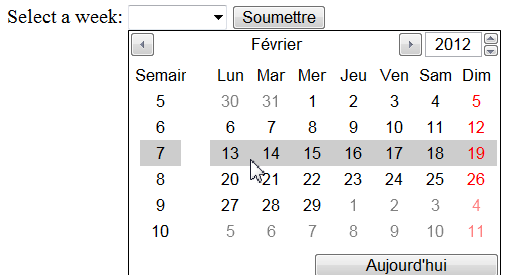 Select a week: Soumettre
Février 2012
Semair Lun Mar Mer Jeu Ven Sam Dim
5 30 31 1 2 3 4 5
6 6 7 8 9 10 11 12
7 13 14 15 16 17 18 19
8 20 21 22 23 24 25 26
9 27 28 29 1 2 3 4
10 5 6 7 8 9 10 11
Aujourd'hui